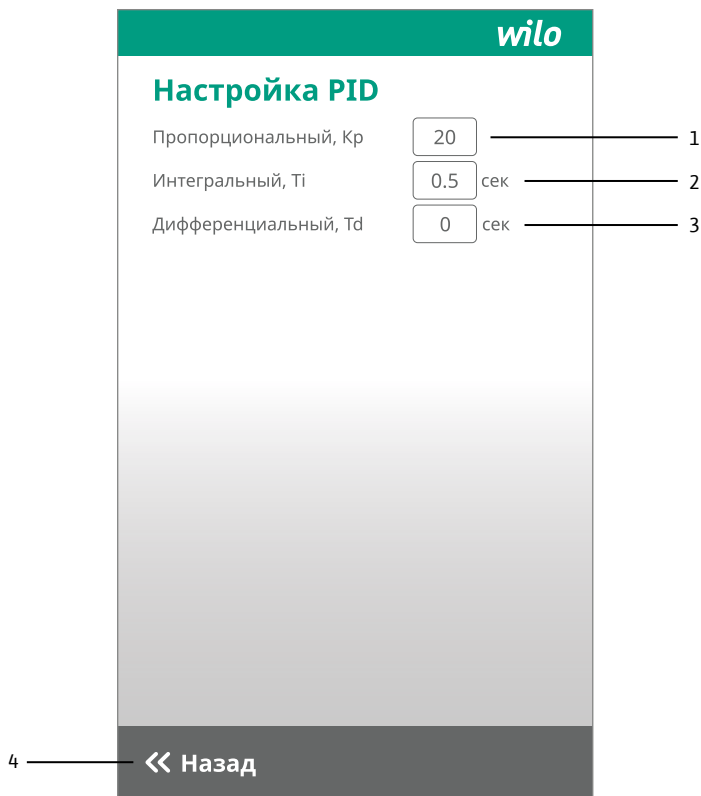 wilo
Настройка PID
Пропорциональный, Kp 20 1
Интегральный, Ti 0.5 сек 2
Дифференциальный, Td 0 сек 3
4 Назад